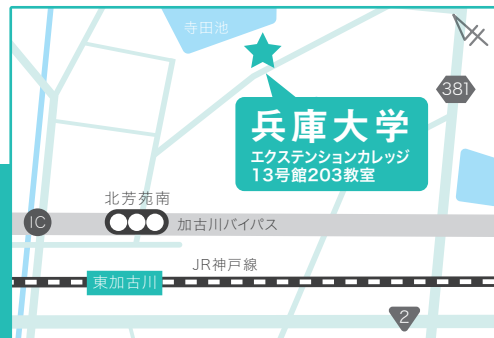 寺田池
381
兵庫大学
エクステンションカレッジ
13号館203教室
北芳苑南
IC
加古川バイパス
JR神戸線
東加古川
2